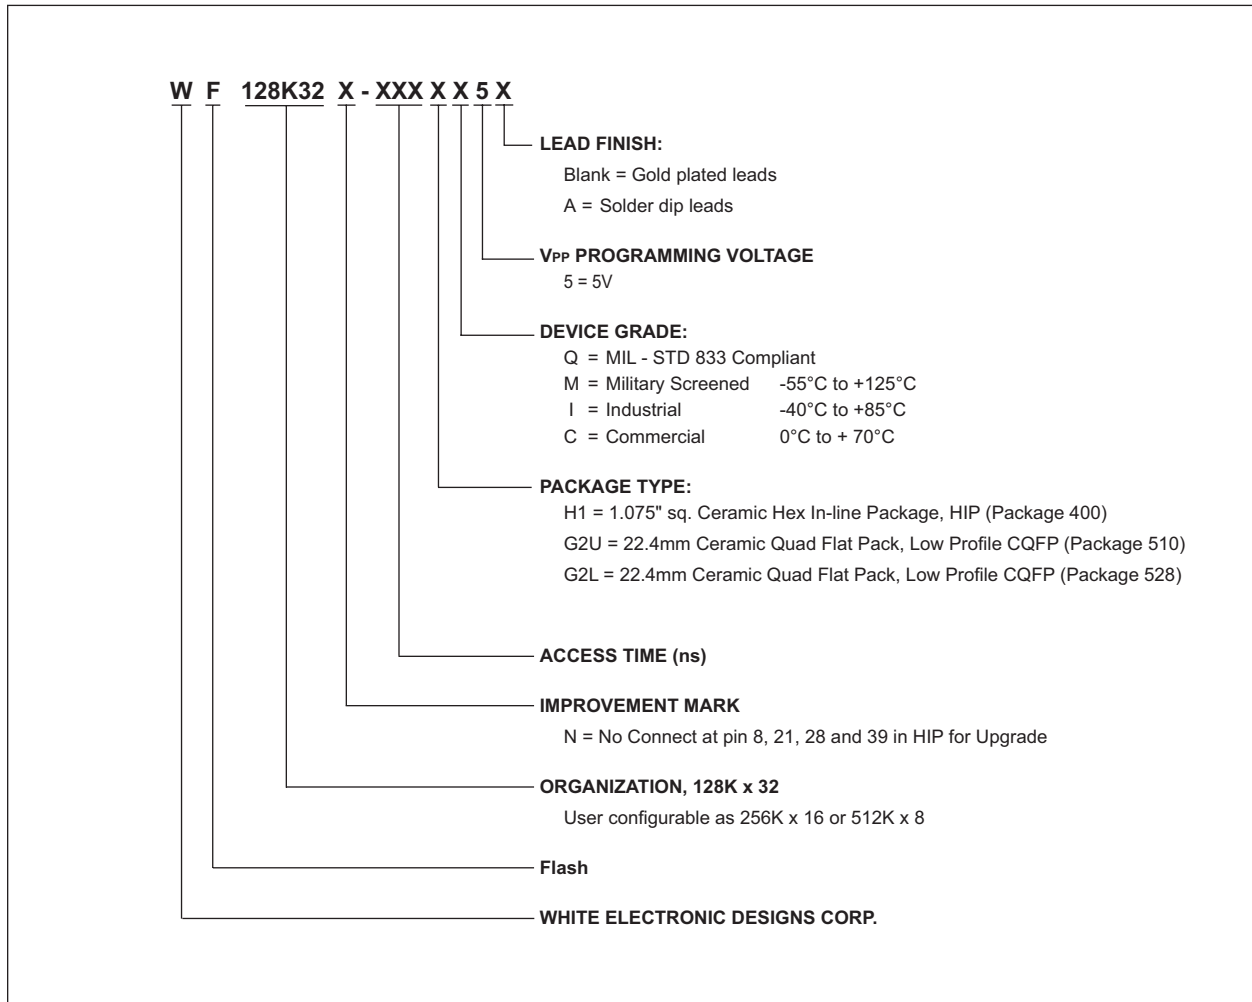 W F 128K32 X - XXX X X 5 X
LEAD FINISH:
Blank = Gold plated leads
A = Solder dip leads
VPP PROGRAMMING VOLTAGE
5 = 5V
DEVICE GRADE:
Q = MIL - STD 833 Compliant
M = Military Screened -55°C to +125°C
I = Industrial -40°C to +85°C
C = Commercial 0°C to + 70°C
PACKAGE TYPE:
H1 = 1.075" sq. Ceramic Hex In-line Package, HIP (Package 400)
G2U = 22.4mm Ceramic Quad Flat Pack, Low Profile CQFP (Package 510)
G2L = 22.4mm Ceramic Quad Flat Pack, Low Profile CQFP (Package 528)
ACCESS TIME (ns)
IMPROVEMENT MARK
N = No Connect at pin 8, 21, 28 and 39 in HIP for Upgrade
ORGANIZATION, 128K x 32
User configurable as 256K x 16 or 512K x 8
Flash
WHITE ELECTRONIC DESIGNS CORP.